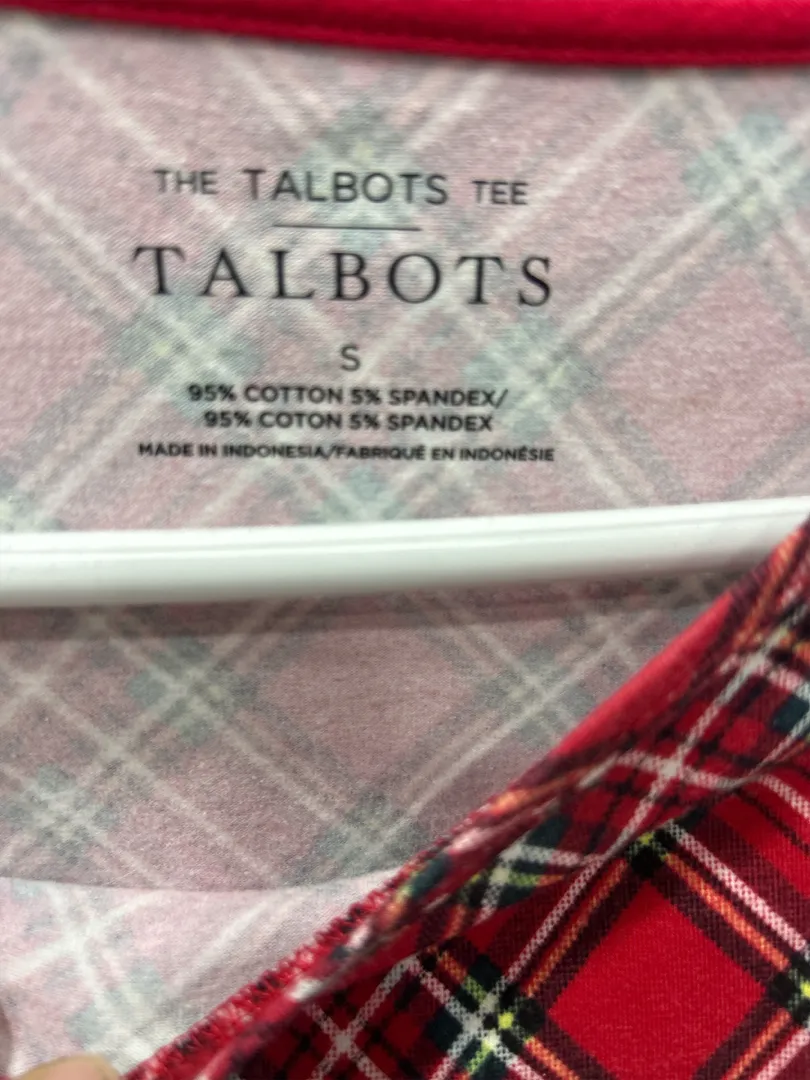 THE TALBOTS TEE
TALBOTS
S
95% COTTON 5% SPANDEX/
95% COTON 5% SPANDEX
MADE IN INDONESIA/FABRIQUÉ EN INDONÉSIE